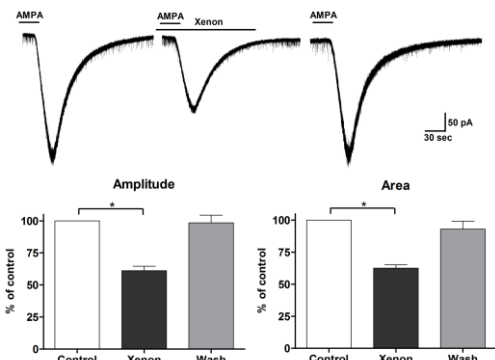 AMPA
AMPA
Xenon
AMPA
50 pA
30 sec
Amplitude
*
% of control
100
75
50
25
0
Control Xenon Wash
Area
*
% of control
100
75
50
25
0
Control Xenon Wash